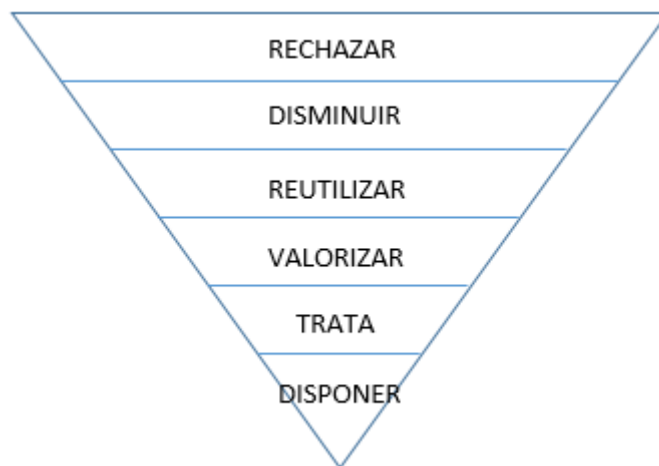 RECHAZAR
DISMINUIR
REUTILIZAR
VALORIZAR
TRATA
DISPONER